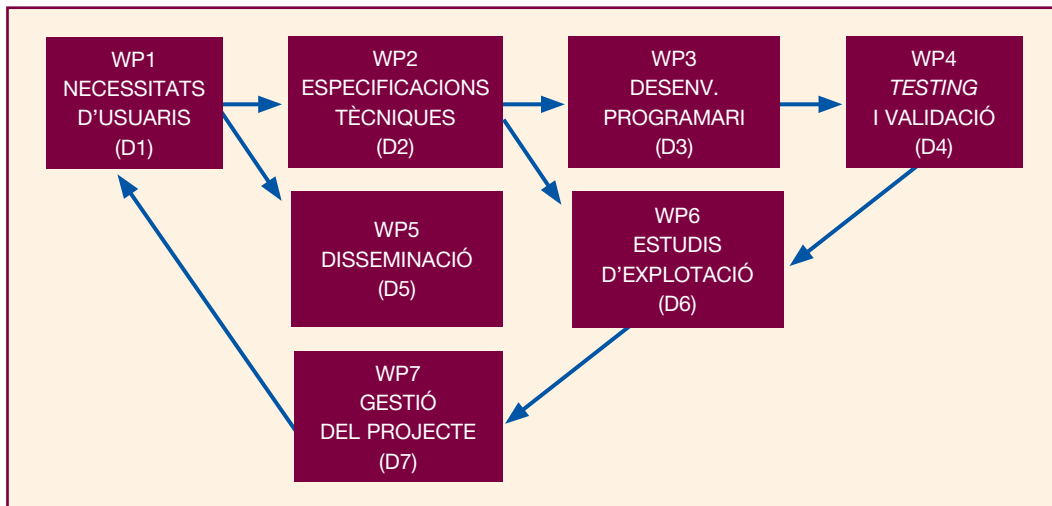 WP1
NECESSITATS
D’USUARIS
(D1)
WP2
ESPECIFICACIONS
TÈCNIQUES
(D2)
WP3
DESENV.
PROGRAMARI
(D3)
WP4
TESTING
I VALIDACIÓ
(D4)
WP5
DISSEMINACIÓ
(D5)
WP6
ESTUDIS
D’EXPLOTACIÓ
(D6)
WP7
GESTIÓ
DEL PROJECTE
(D7)